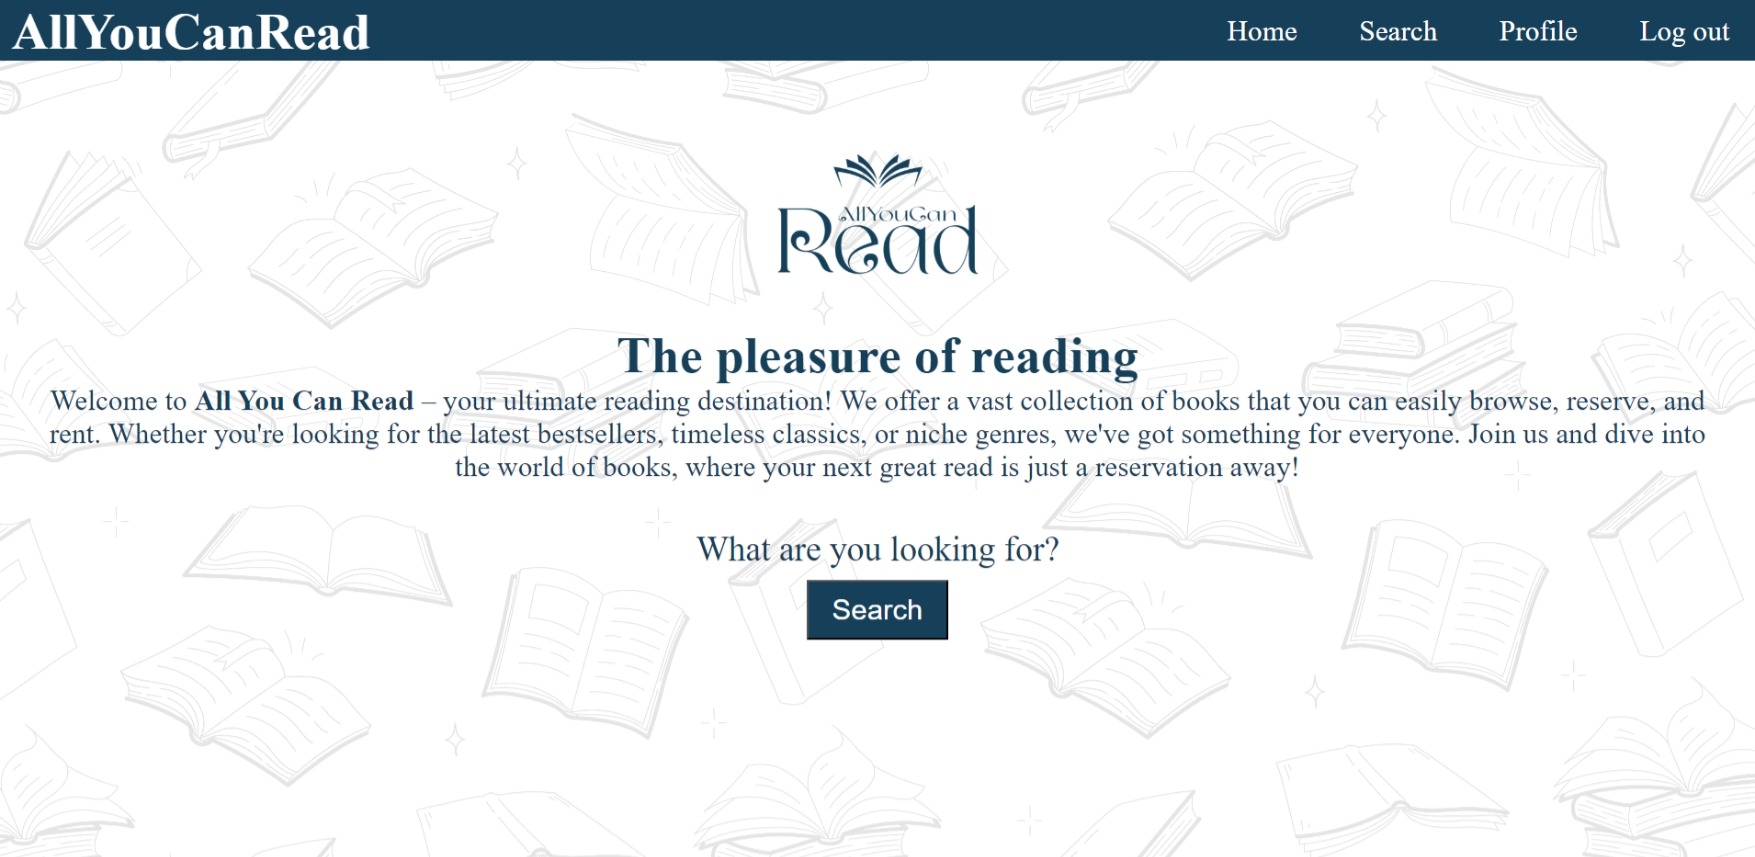 AllYouCanRead
Home Search Profile Log out
AllYouCan
Read
The pleasure of reading
Welcome to All You Can Read – your ultimate reading destination! We offer a vast collection of books that you can easily browse, reserve, and
rent. Whether you're looking for the latest bestsellers, timeless classics, or niche genres, we've got something for everyone. Join us and dive into
the world of books, where your next great read is just a reservation away!
What are you looking for?
Search